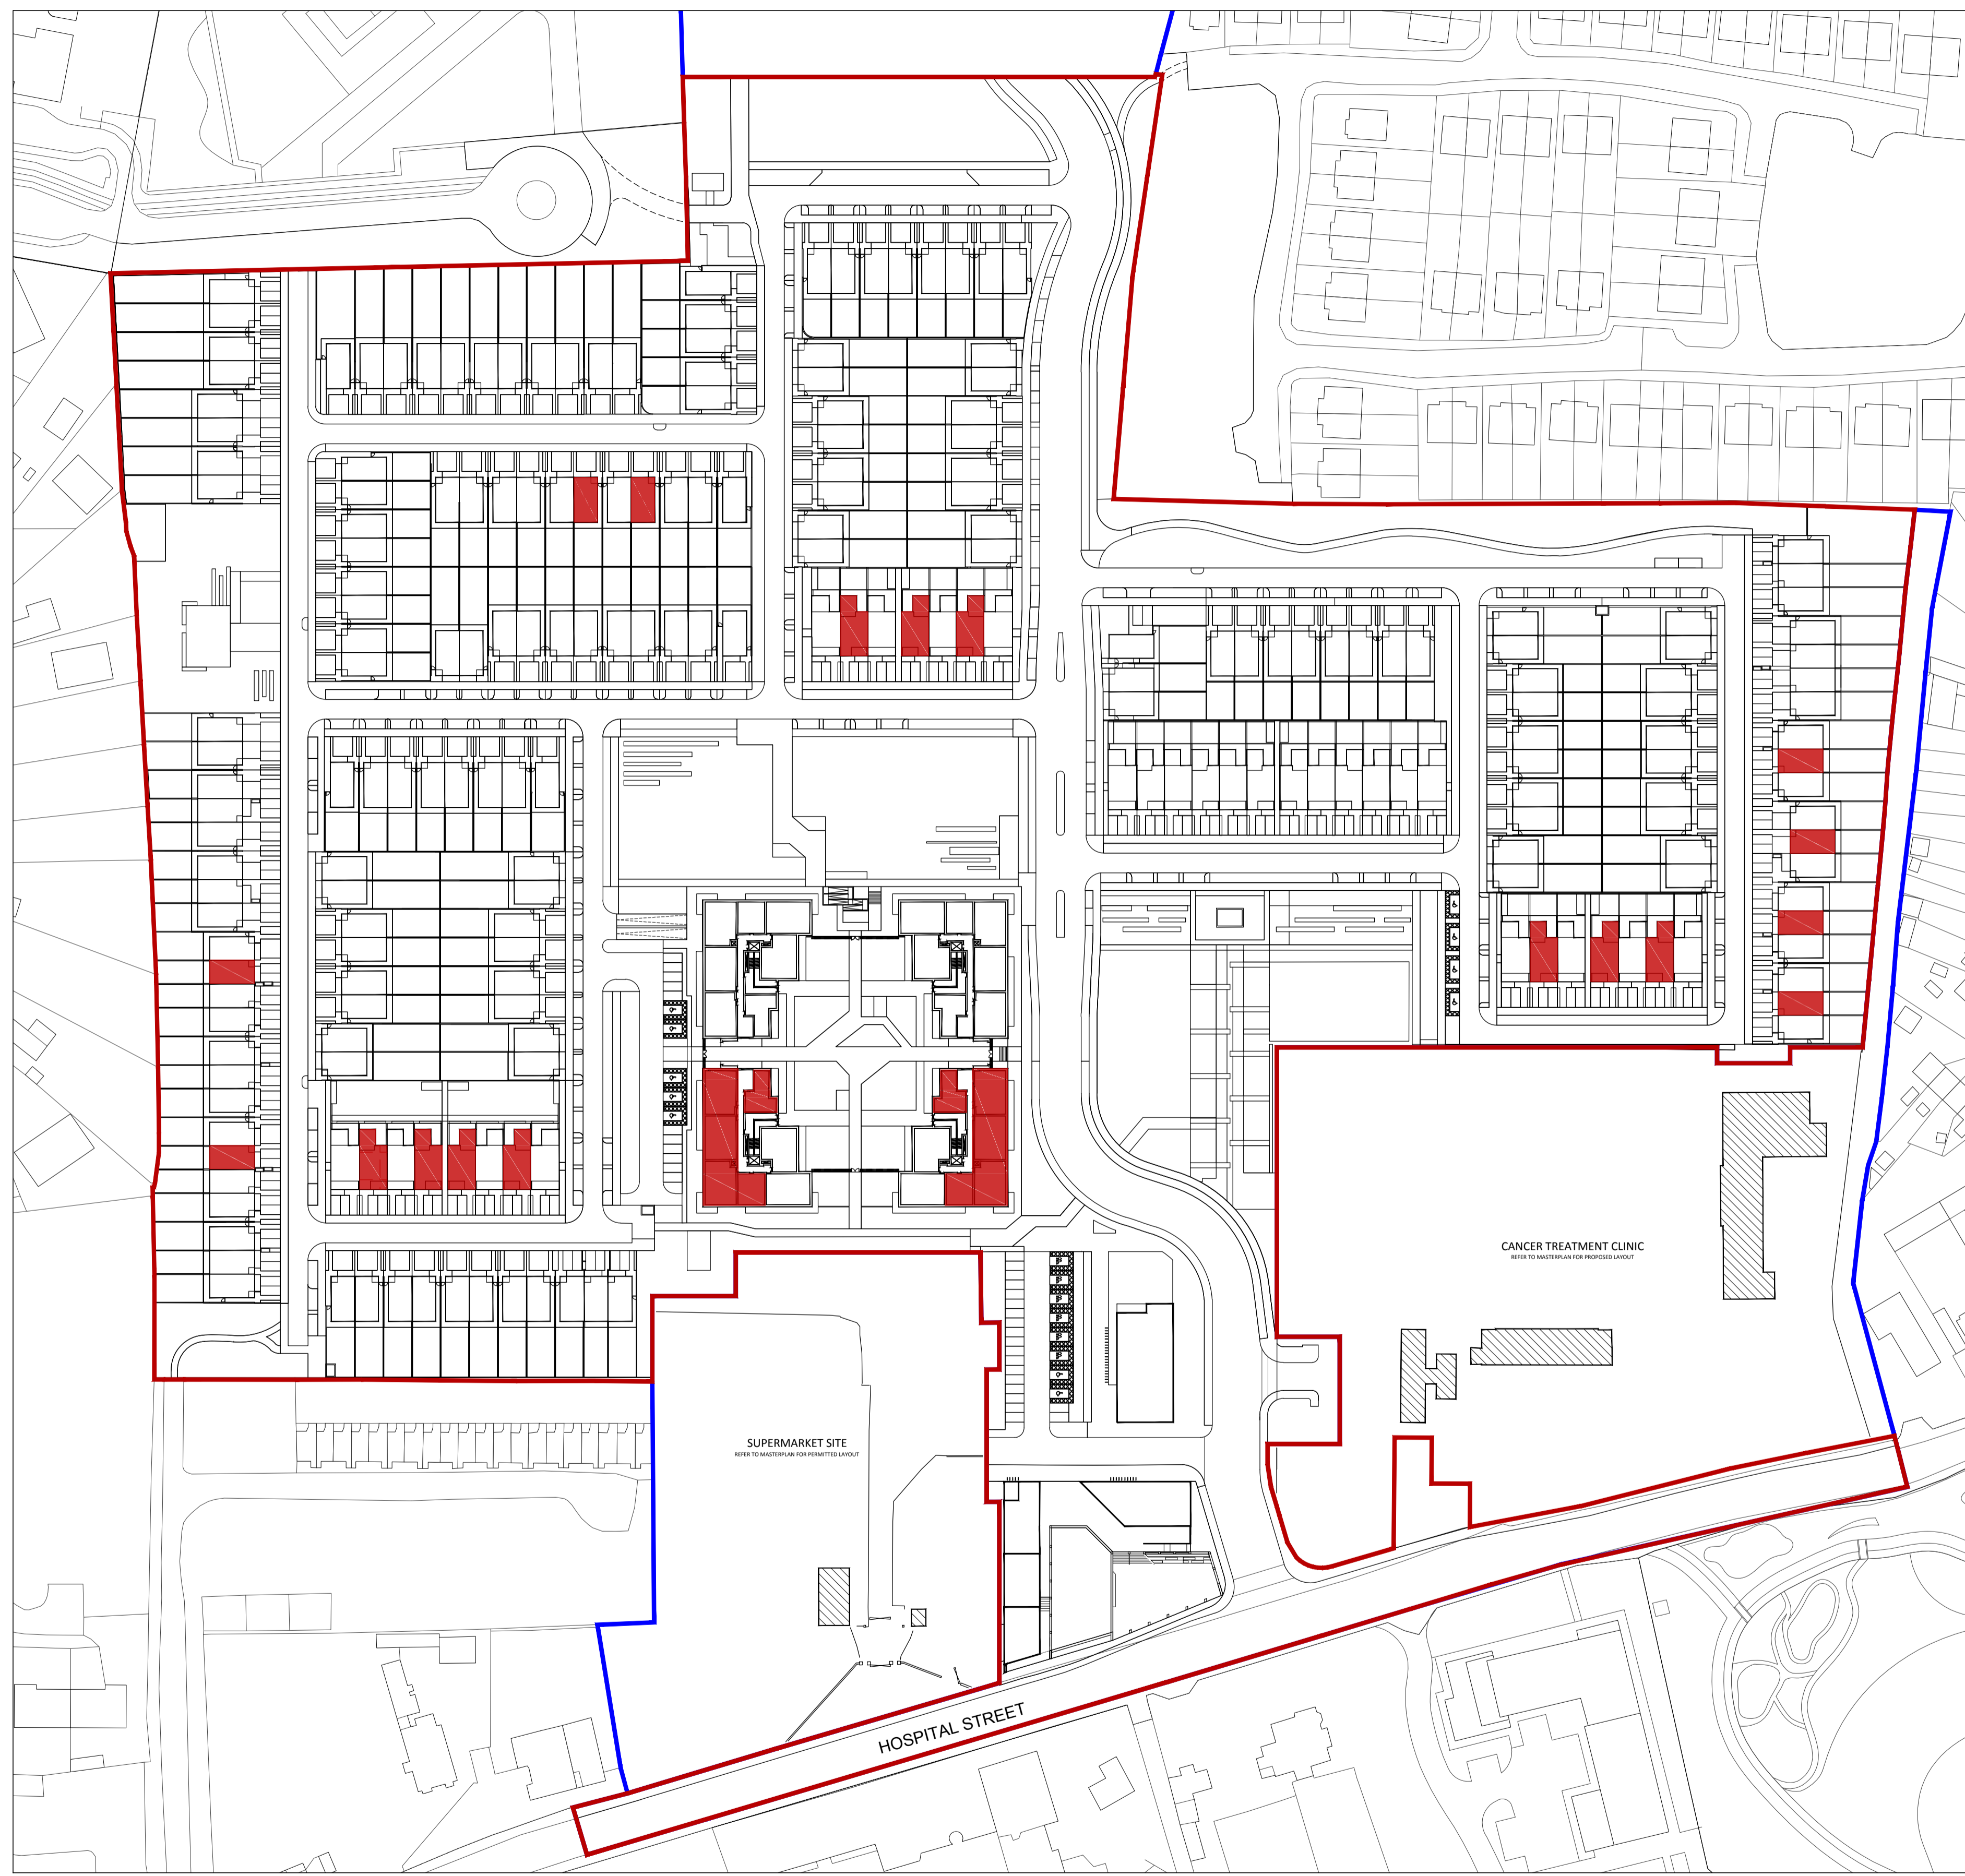 CANCER TREATMENT CLINIC
REFER TO MASTERPLAN FOR PROPOSED LAYOUT
SUPERMARKET SITE
REFER TO MASTERPLAN FOR PERMITTED LAYOUT
HOSPITAL STREET